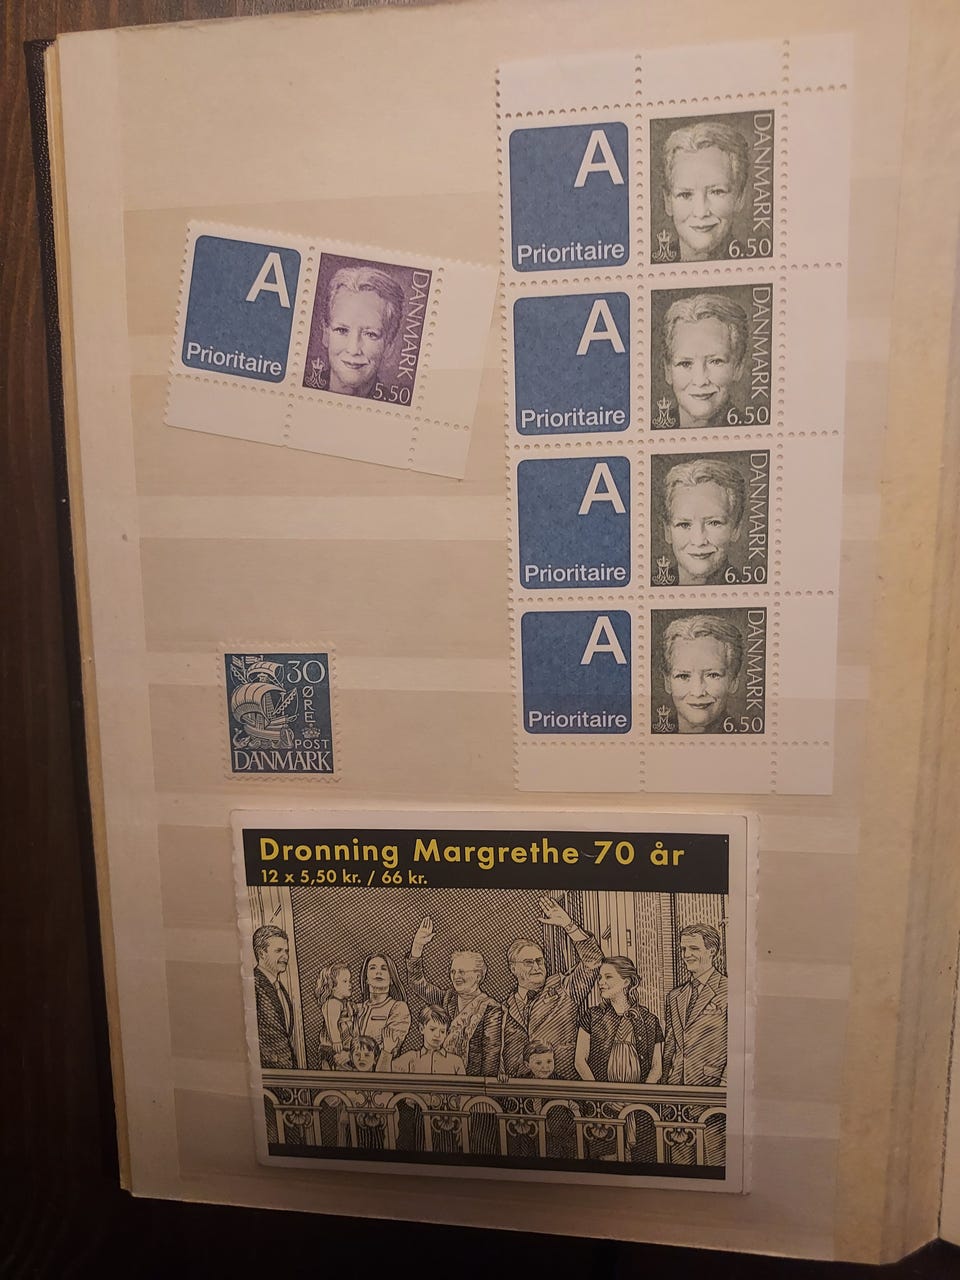 A
Prioritaire
DANMARK
5.50
A
Prioritaire
DANMARK
6.50
A
Prioritaire
DANMARK
6.50
A
Prioritaire
DANMARK
6.50
A
Prioritaire
DANMARK
6.50
30
ØRE
POST
DANMARK
Dronning Margrethe 70 år
12 x 5,50 kr. / 66 kr.